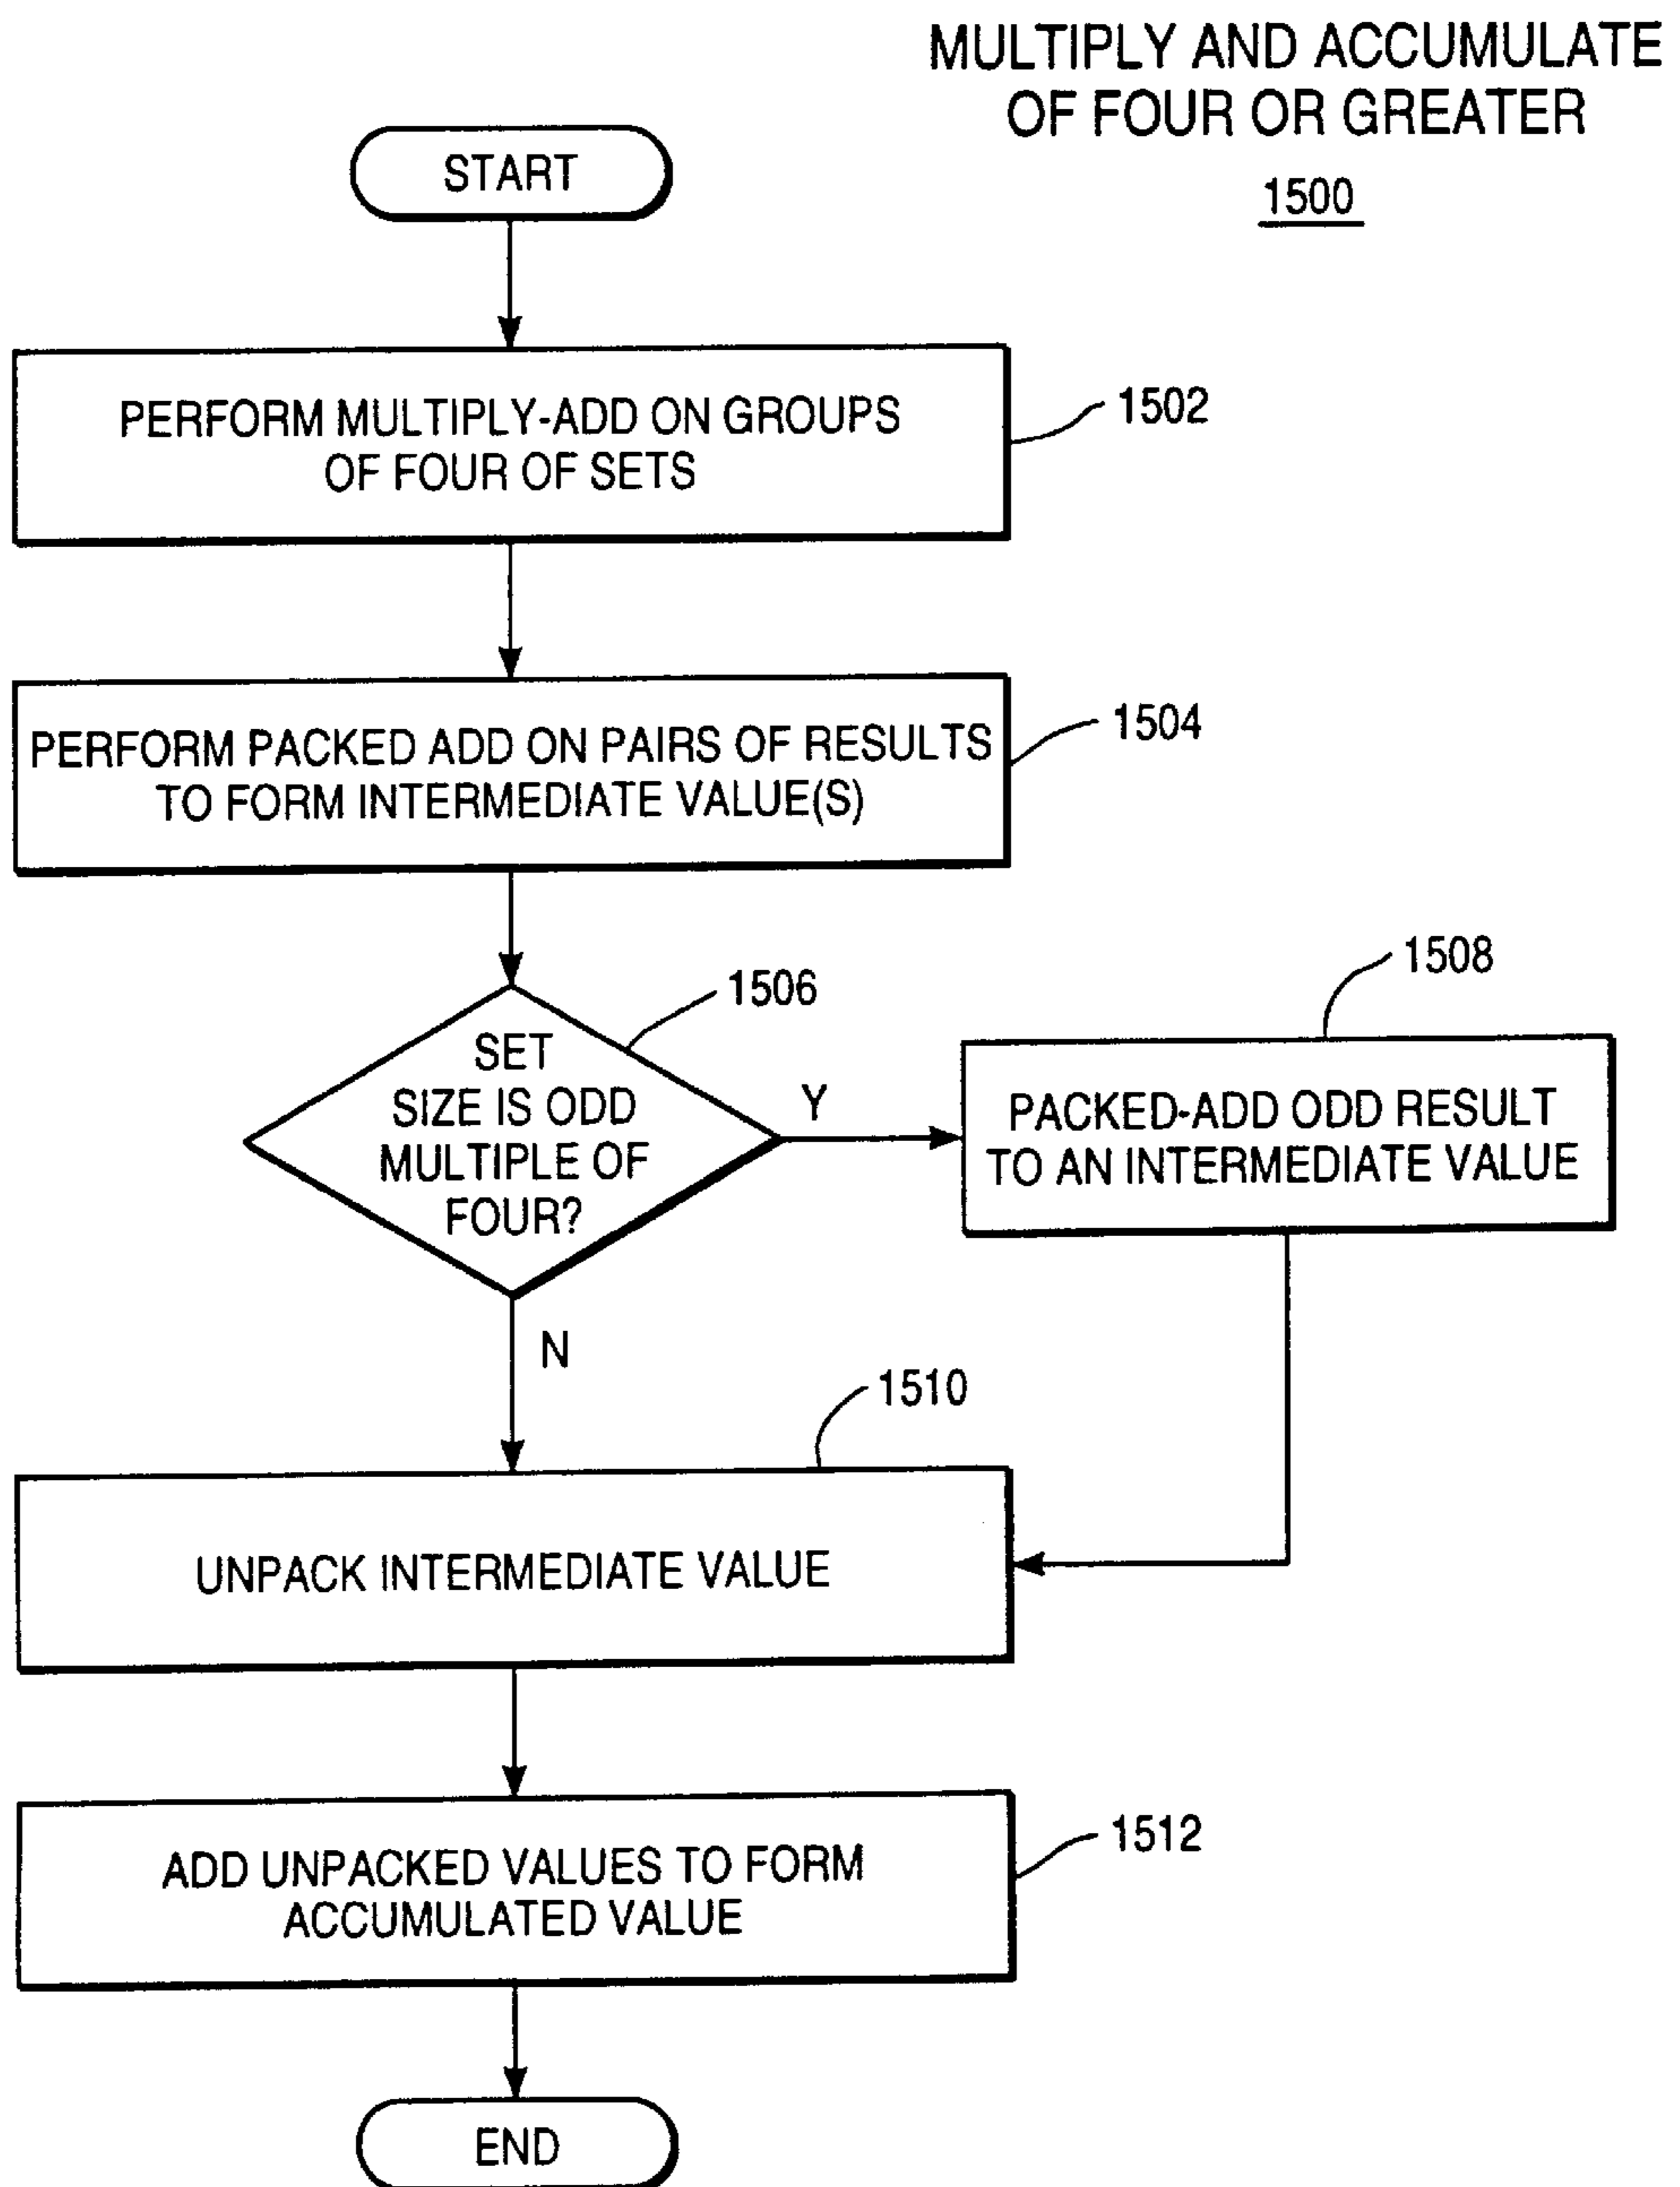 MULTIPLY AND ACCUMULATE
OF FOUR OR GREATER
1500
START
PERFORM MULTIPLY-ADD ON GROUPS
OF FOUR OF SETS
1502
PERFORM PACKED ADD ON PAIRS OF RESULTS
TO FORM INTERMEDIATE VALUE(S)
1504
1506
SET
SIZE IS ODD
MULTIPLE OF
FOUR?
Y
1508
PACKED-ADD ODD RESULT
TO AN INTERMEDIATE VALUE
N
1510
UNPACK INTERMEDIATE VALUE
ADD UNPACKED VALUES TO FORM
ACCUMULATED VALUE
1512
END